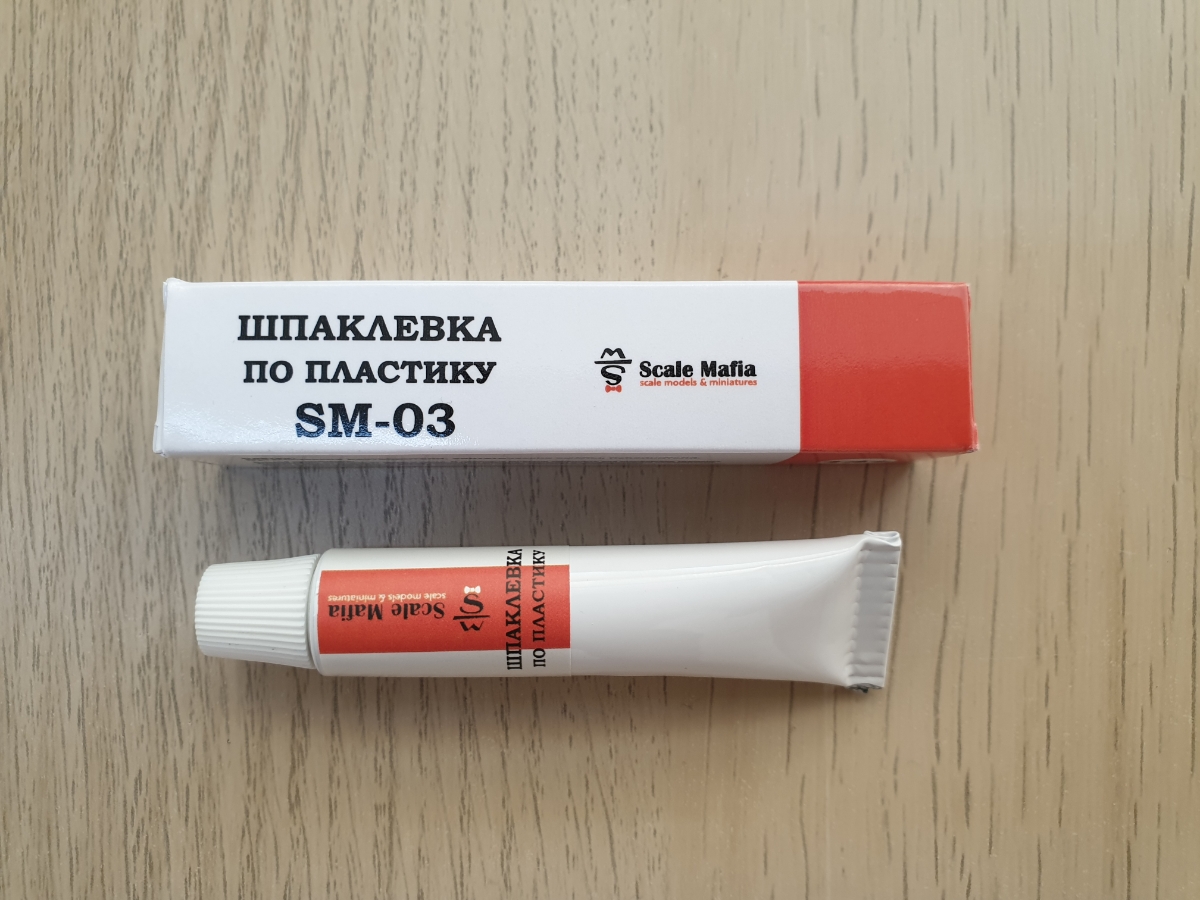 ШПАКЛЕВКА
ПО ПЛАСТИКУ
SM-03
Scale Mafia
scale models & miniatures
Scale Mafia
scale models & miniatures
ШПАКЛЕВКА
ПО ПЛАСТИКУ